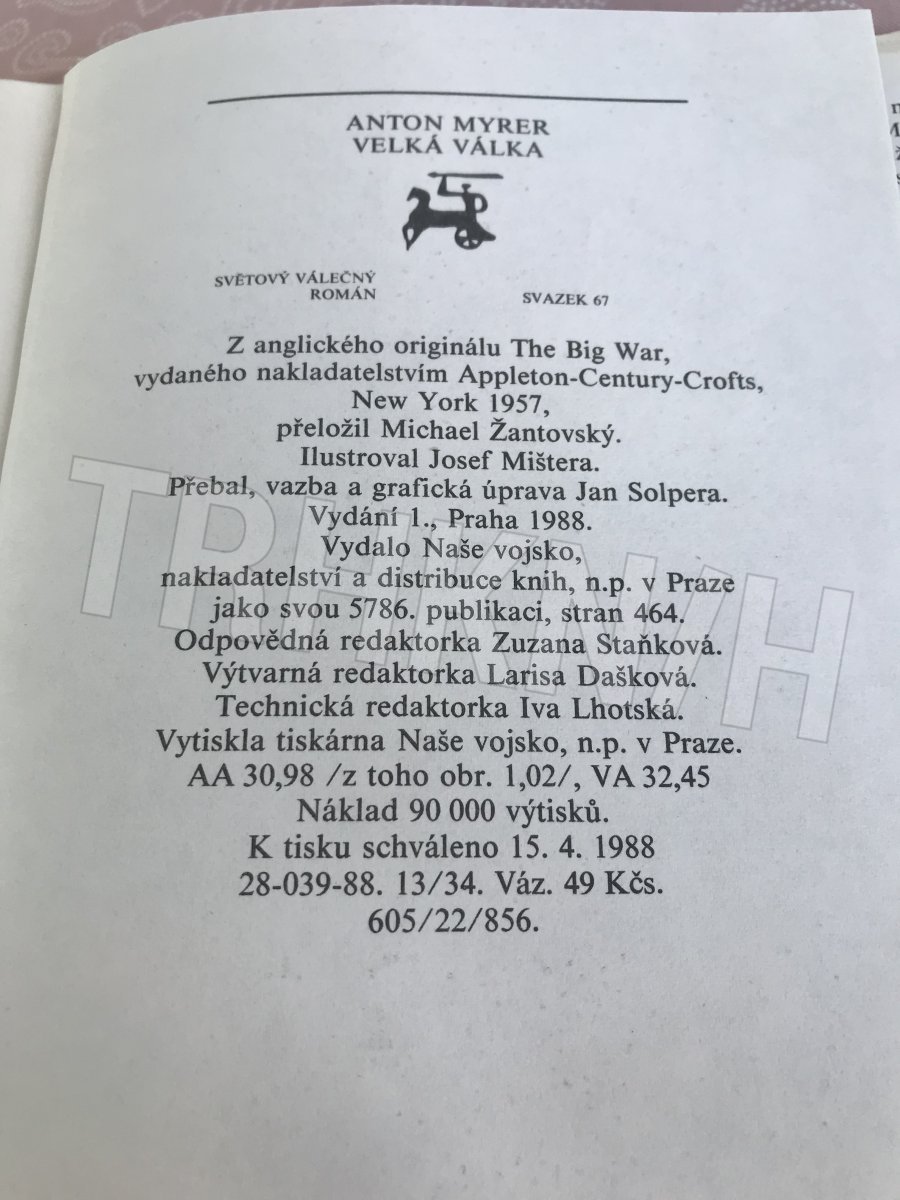 ANTON MYRER
VELKÁ VÁLKA
SVĚTOVÝ VÁLEČNÝ
ROMÁN
SVAZEK 67
Z anglického originálu The Big War,
vydaného nakladatelstvím Appleton-Century-Crofts,
New York 1957,
přeložil Michael Žantovský.
Ilustroval Josef Mištera.
Přebal, vazba a grafická úprava Jan Solpera.
Vydání 1., Praha 1988.
Vydalo Naše vojsko,
nakladatelství a distribuce knih, n.p. v Praze
jako svou 5786. publikaci, stran 464.
Odpovědná redaktorka Zuzana Staňková.
Výtvarná redaktorka Larisa Dašková.
Technická redaktorka Iva Lhotská.
Vytiskla tiskárna Naše vojsko, n.p. v Praze.
AA 30,98 /z toho obr. 1,02/, VA 32,45
Náklad 90 000 výtisků.
K tisku schváleno 15. 4. 1988
28-039-88. 13/34. Váz. 49 Kčs.
605/22/856.
TRHKNIH